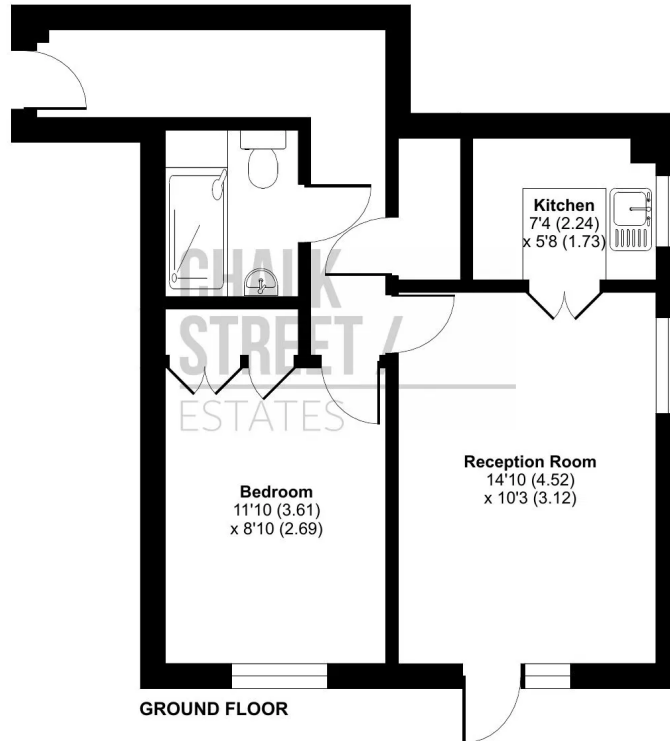 Kitchen
7'4 (2.24)
x 5'8 (1.73)
CHALK
STREET /
ESTATES
Reception Room
14'10 (4.52)
x 10'3 (3.12)
Bedroom
11'10 (3.61)
x 8'10 (2.69)
GROUND FLOOR